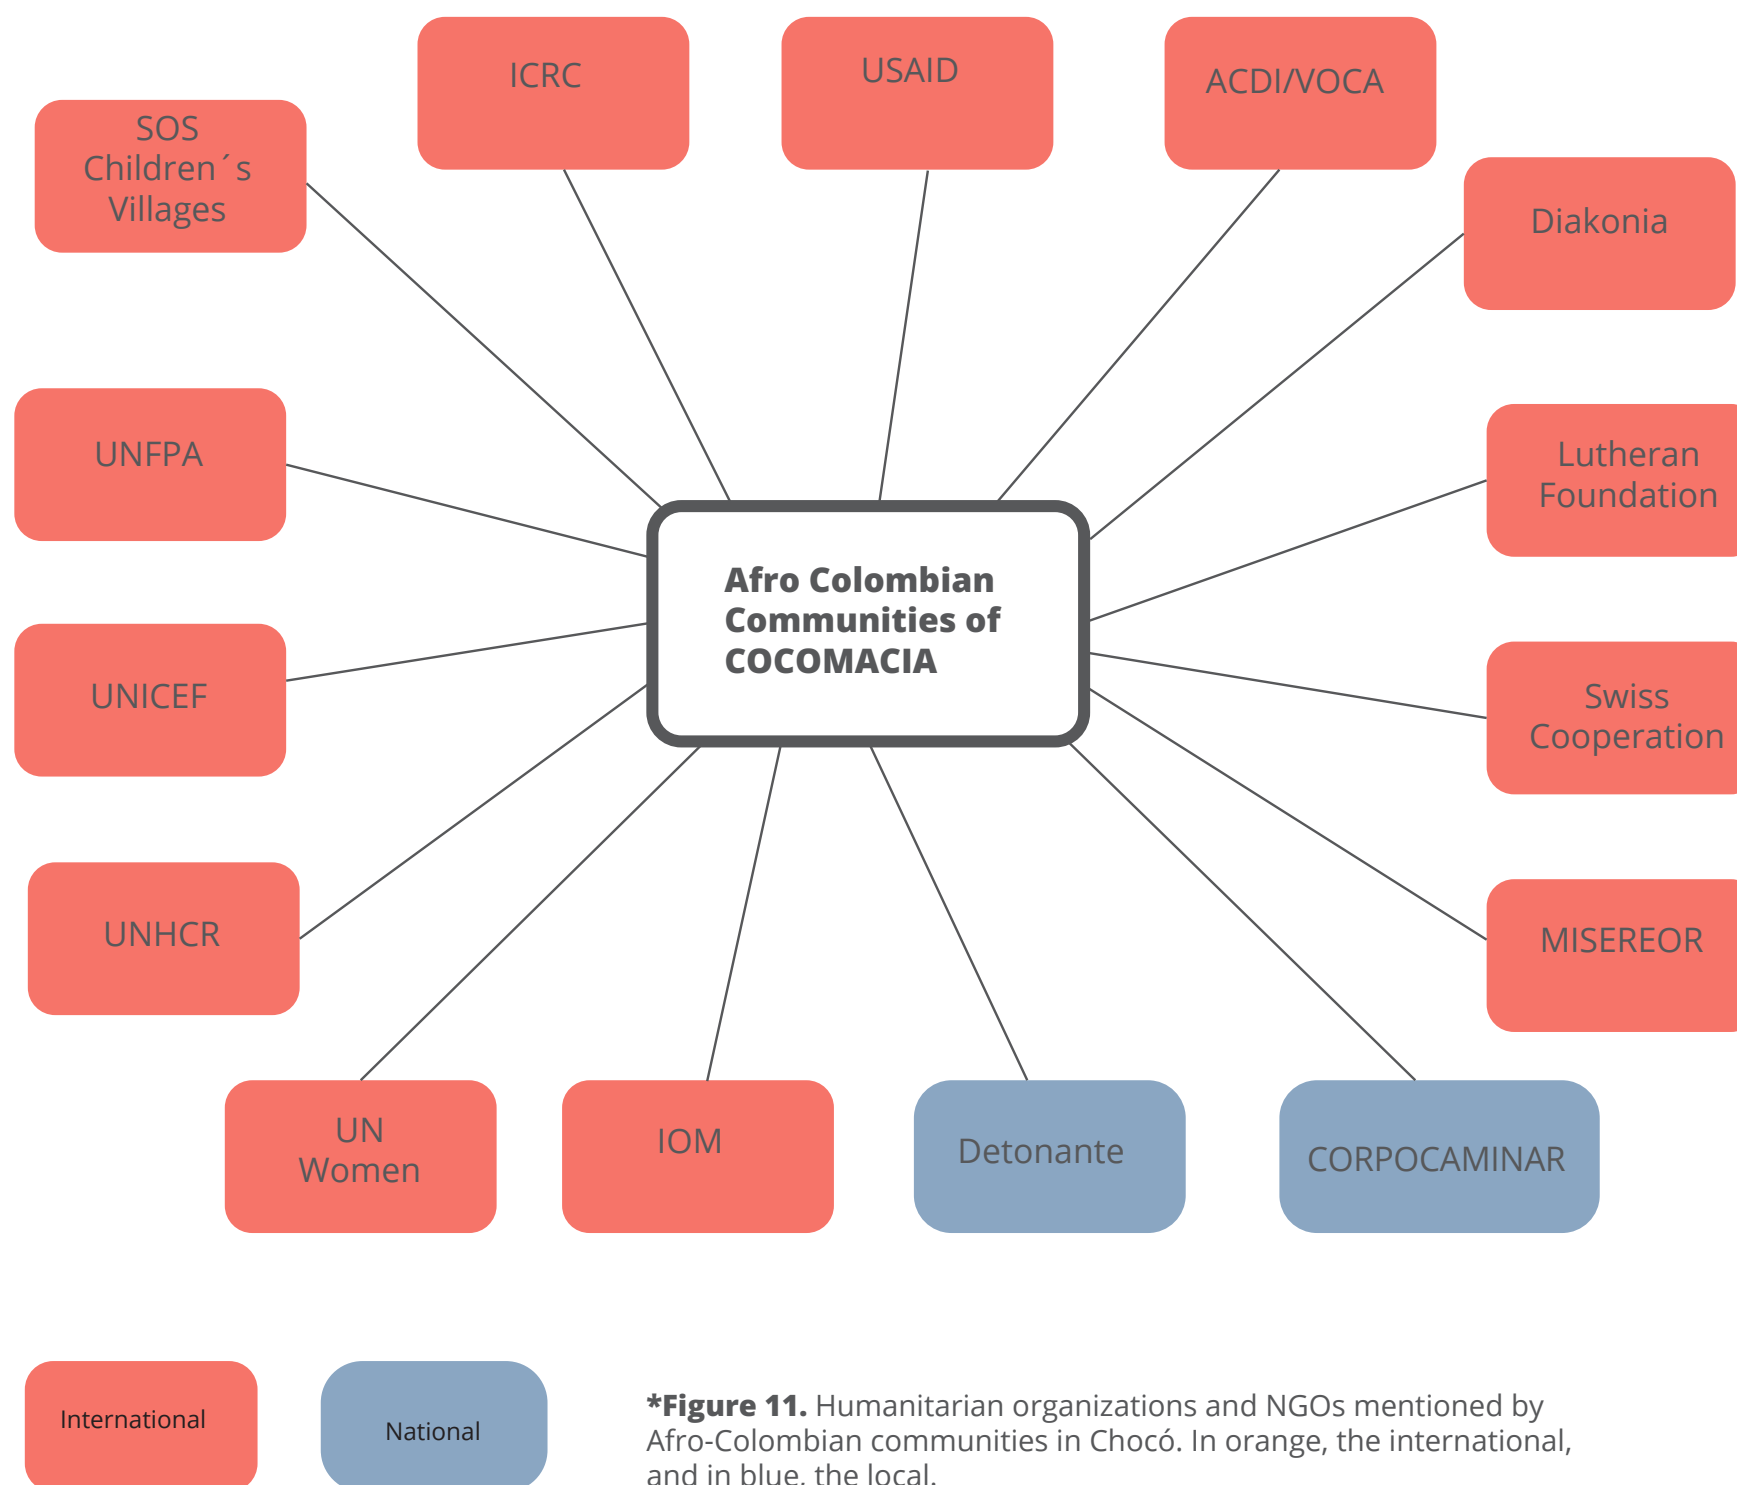 ICRC
USAID
ACDI/VOCA
SOS
Children´s
Villages
Diakonia
UNFPA
Lutheran
Foundation
Afro Colombian
Communities of
COCOMACIA
UNICEF
Swiss
Cooperation
UNHCR
MISEREOR
UN
Women
IOM
Detonante
CORPOCAMINAR
International
National
*Figure 11. Humanitarian organizations and NGOs mentioned by
Afro-Colombian communities in Chocó. In orange, the international,
and in blue, the local.